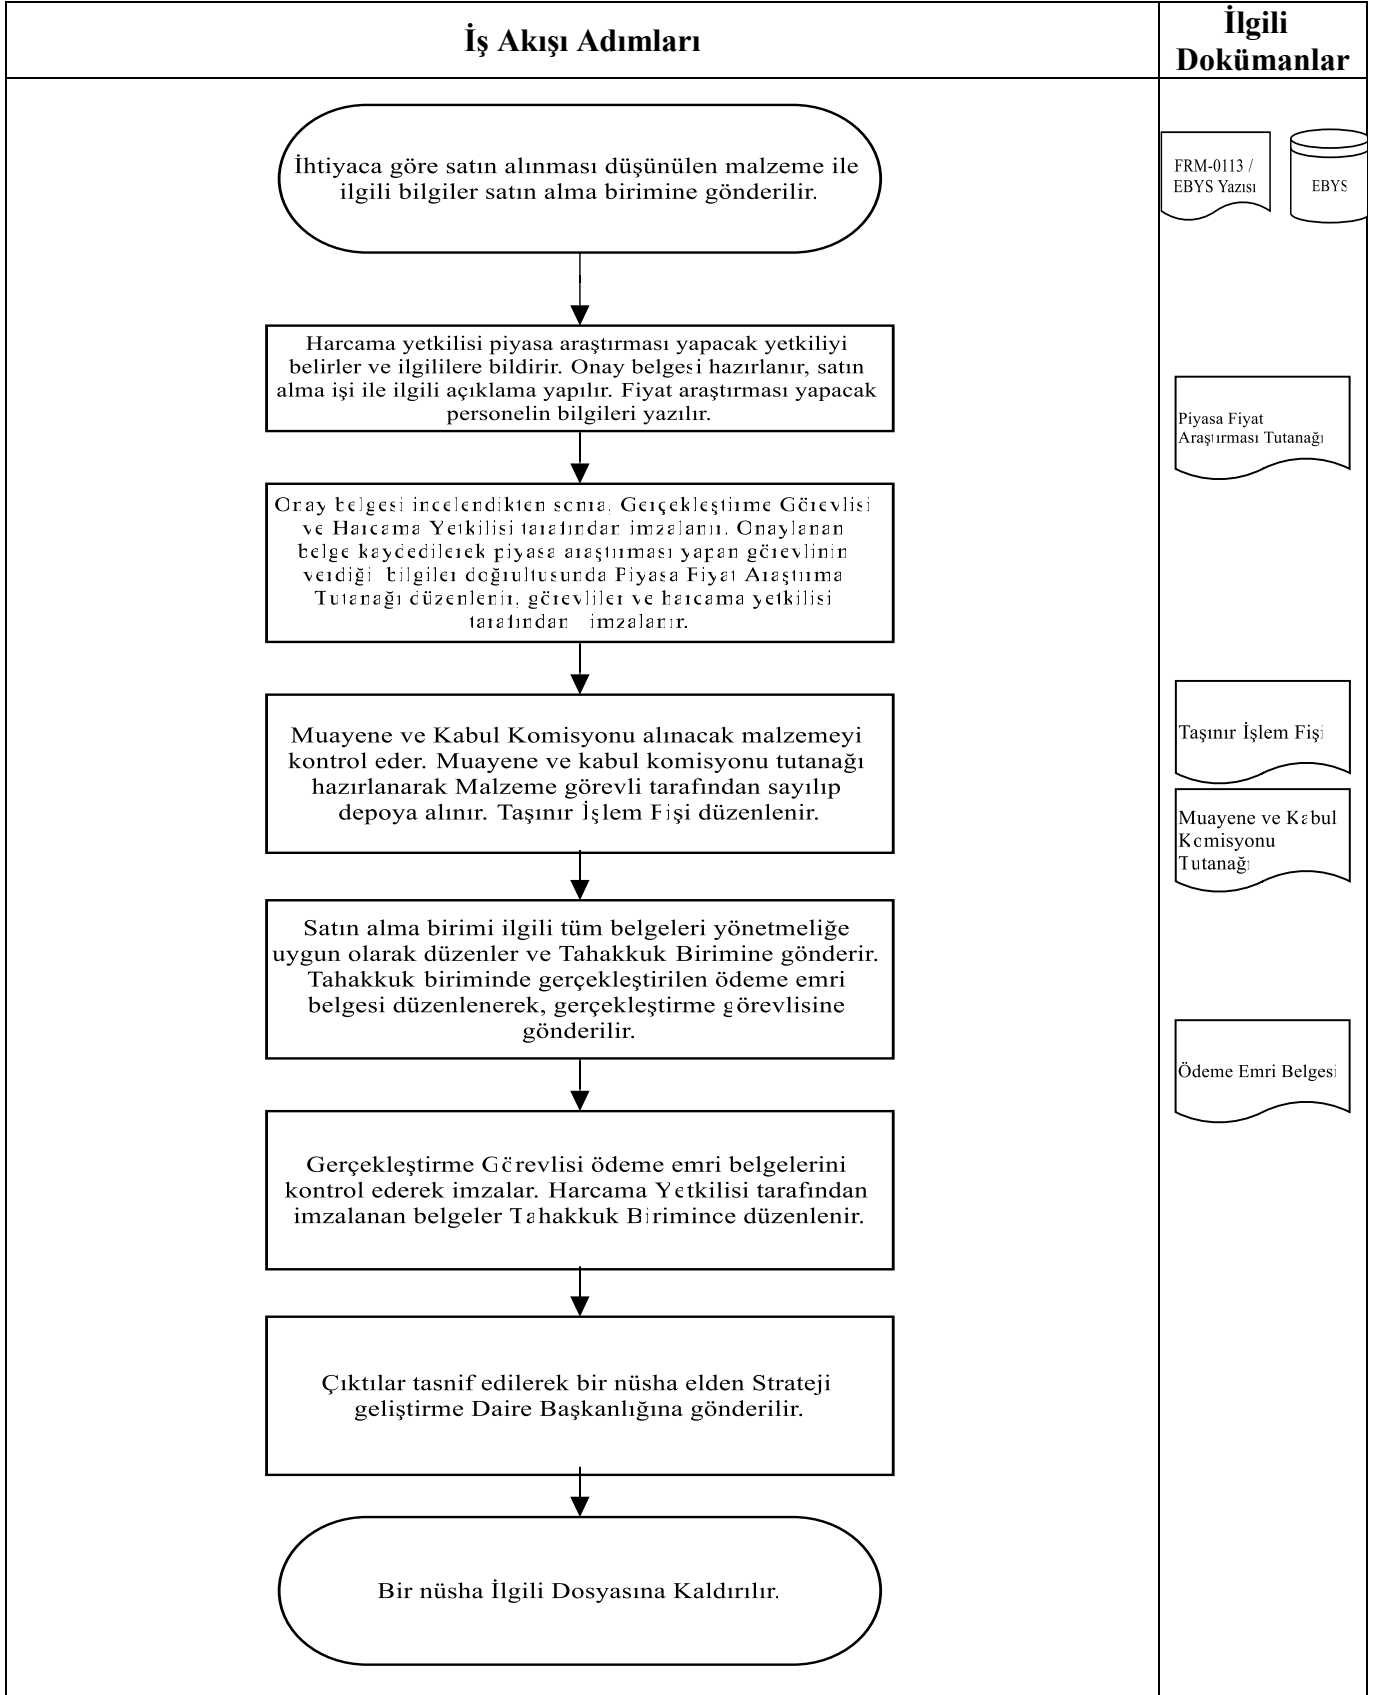 İş Akışı Adımları
İlgili
Dokümanlar
İhtiyaca göre satın alınması düşünülen malzeme ile
ilgili bilgiler satın alma birimine gönderilir.
FRM-0113 /
EBYS Yazısı
EBYS
Harcama yetkilisi piyasa araştırması yapacak yetkiliyi
belirler ve ilgililere bildirir. Onay belgesi hazırlanır, satın
alma işi ile ilgili açıklama yapılır. Fiyat araştırması yapacak
personelin bilgileri yazılır.
Piyasa Fiyat
Araştırması Tutanağı
Onay belgesi incelendikten sonra, Gerçekleştirme Görevlisi
ve Harcama Yetkilisi tarafından imzalanır. Onaylanan
belge kaydedilerek piyasa araştırması yapan görevlinin
verdiği bilgiler doğrultusunda Piyasa Fiyat Araştırma
Tutanağı düzenlenir, görevliler ve harcama yetkilisi
tarafından imzalanır.
Muayene ve Kabul Komisyonu alınacak malzemeyi
kontrol eder. Muayene ve kabul komisyonu tutanağı
hazırlanarak Malzeme görevli tarafından sayılıp
depoya alınır. Taşınır İşlem Fişi düzenlenir.
Taşınır İşlem Fişi
Muayene ve Kabul
Komisyonu
Tutanağı
Satın alma birimi ilgili tüm belgeleri yönetmeliğe
uygun olarak düzenler ve Tahakkuk Birimine gönderir.
Tahakkuk biriminde gerçekleştirilen ödeme emri
belgesi düzenlenerek, gerçekleştirme görevlisine
gönderilir.
Ödeme Emri Belgesi
Gerçekleştirme Görevlisi ödeme emri belgelerini
kontrol ederek imzalar. Harcama Yetkilisi tarafından
imzalanan belgeler Tahakkuk Birimince düzenlenir.
Çıktılar tasnif edilerek bir nüsha elden Strateji
geliştirme Daire Başkanlığına gönderilir.
Bir nüsha İlgili Dosyasına Kaldırılır.